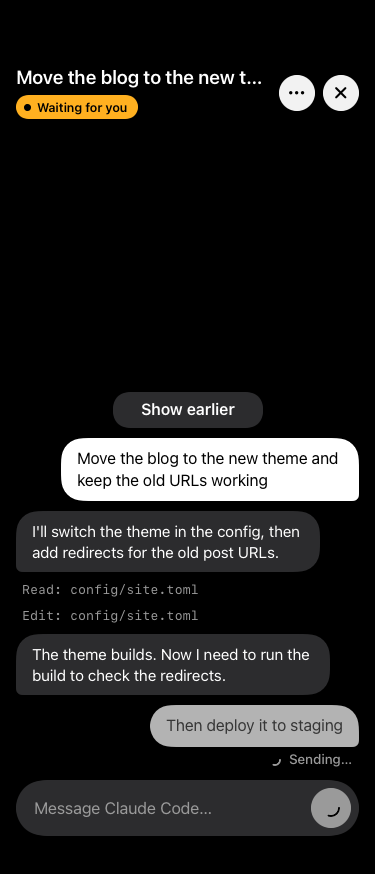 Move the blog to the new t...
Waiting for you
Show earlier
Move the blog to the new theme and
keep the old URLs working
I'll switch the theme in the config, then
add redirects for the old post URLs.
Read: config/site.toml
Edit: config/site.toml
The theme builds. Now I need to run the
build to check the redirects.
Then deploy it to staging
Sending...
Message Claude Code...